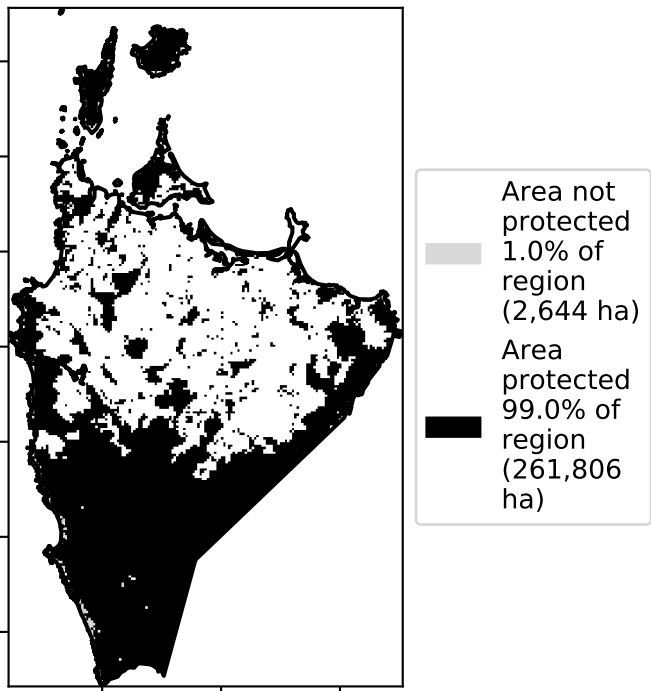 Area not
protected
1.0% of
region
(2,644 ha)
Area
protected
99.0% of
region
(261,806
ha)